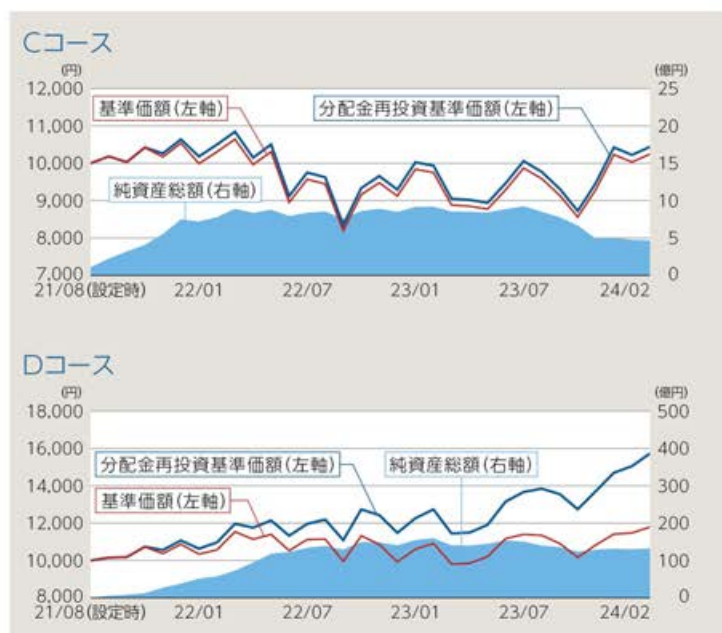 Cコース
(円) (億円)
12,000 25
基準価額(左軸) 分配金再投資基準価額(左軸)
11,000 20
10,000 15
純資産総額(右軸)
9,000 10
8,000 5
7,000 0
21/08(設定時) 22/01 22/07 23/01 23/07 24/02
Dコース
(円) (億円)
18,000 500
16,000 400
分配金再投資基準価額(左軸) 純資産総額(右軸)
14,000 300
基準価額(左軸)
12,000 200
10,000 100
8,000 0
21/08(設定時) 22/01 22/07 23/01 23/07 24/02